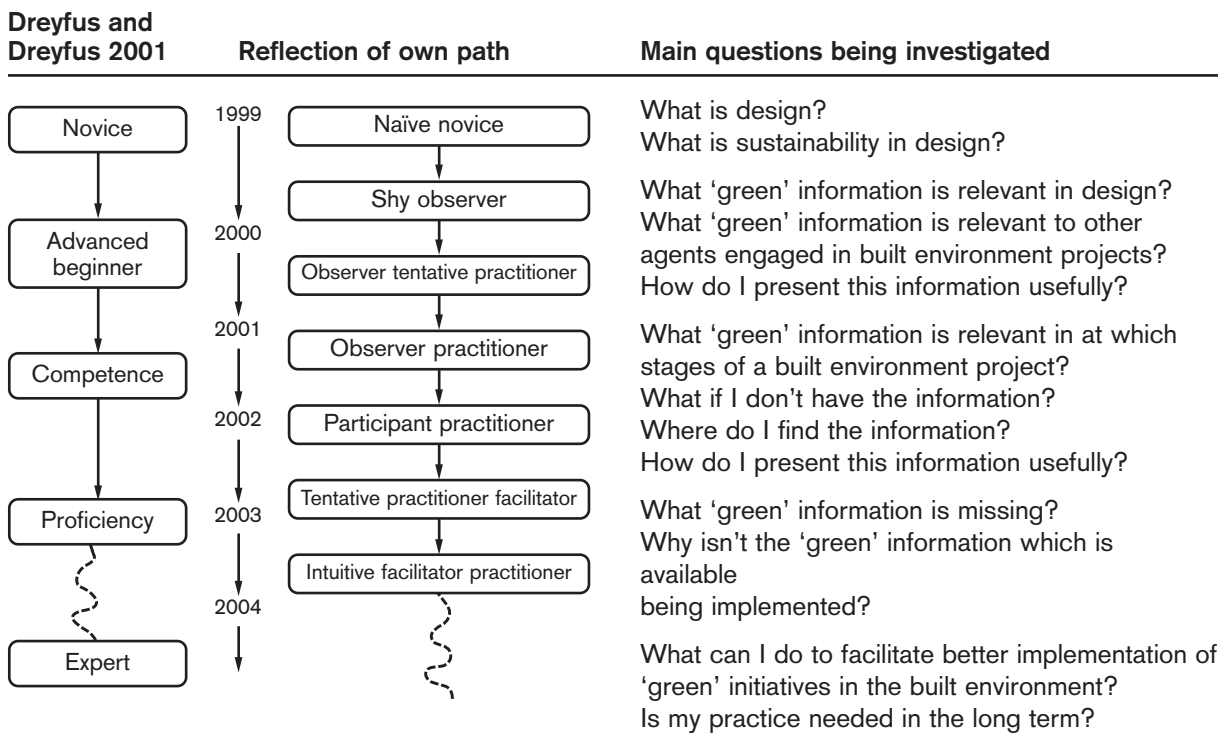 Dreyfus and
Dreyfus 2001
Reflection of own path
Main questions being investigated
Novice
Advanced
beginner
Competence
Proficiency
Expert
1999
2000
2001
2002
2003
2004
Naïve novice
Shy observer
Observer tentative practitioner
Observer practitioner
Participant practitioner
Tentative practitioner facilitator
Intuitive facilitator practitioner
What is design?
What is sustainability in design?
What ‘green’ information is relevant in design?
What ‘green’ information is relevant to other
agents engaged in built environment projects?
How do I present this information usefully?
What ‘green’ information is relevant in at which
stages of a built environment project?
What if I don’t have the information?
Where do I find the information?
How do I present this information usefully?
What ‘green’ information is missing?
Why isn’t the ‘green’ information which is
available
being implemented?
What can I do to facilitate better implementation of
‘green’ initiatives in the built environment?
Is my practice needed in the long term?